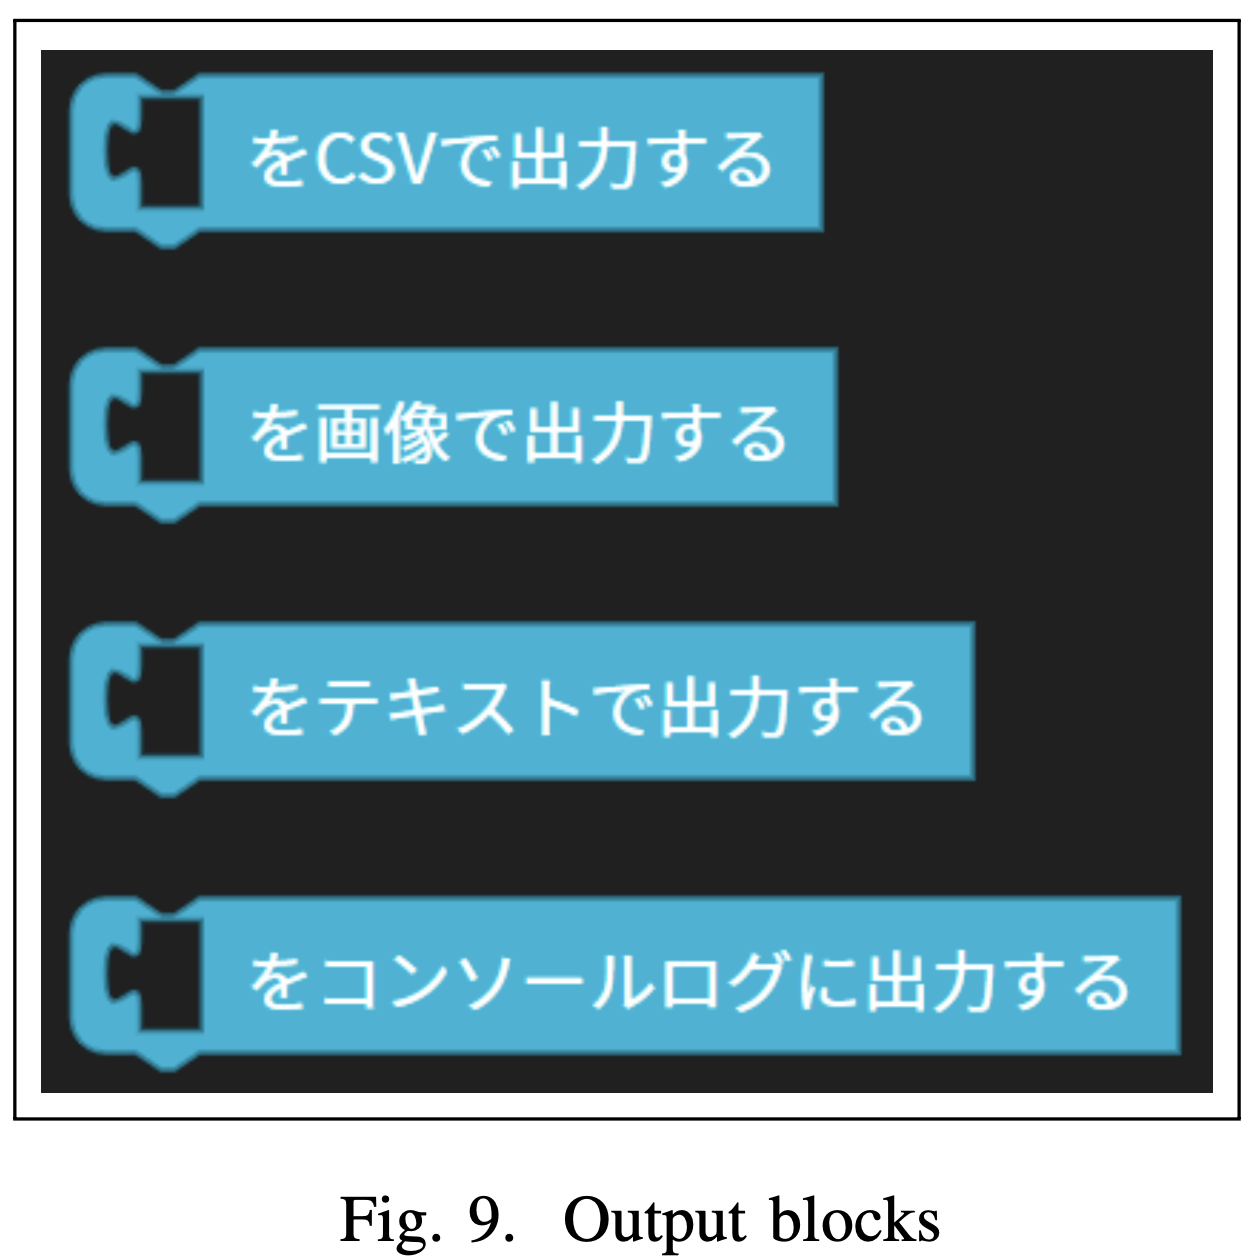 をCSVで出力する
を画像で出力する
をテキストで出力する
をコンソールログに出力する
Fig. 9. Output blocks